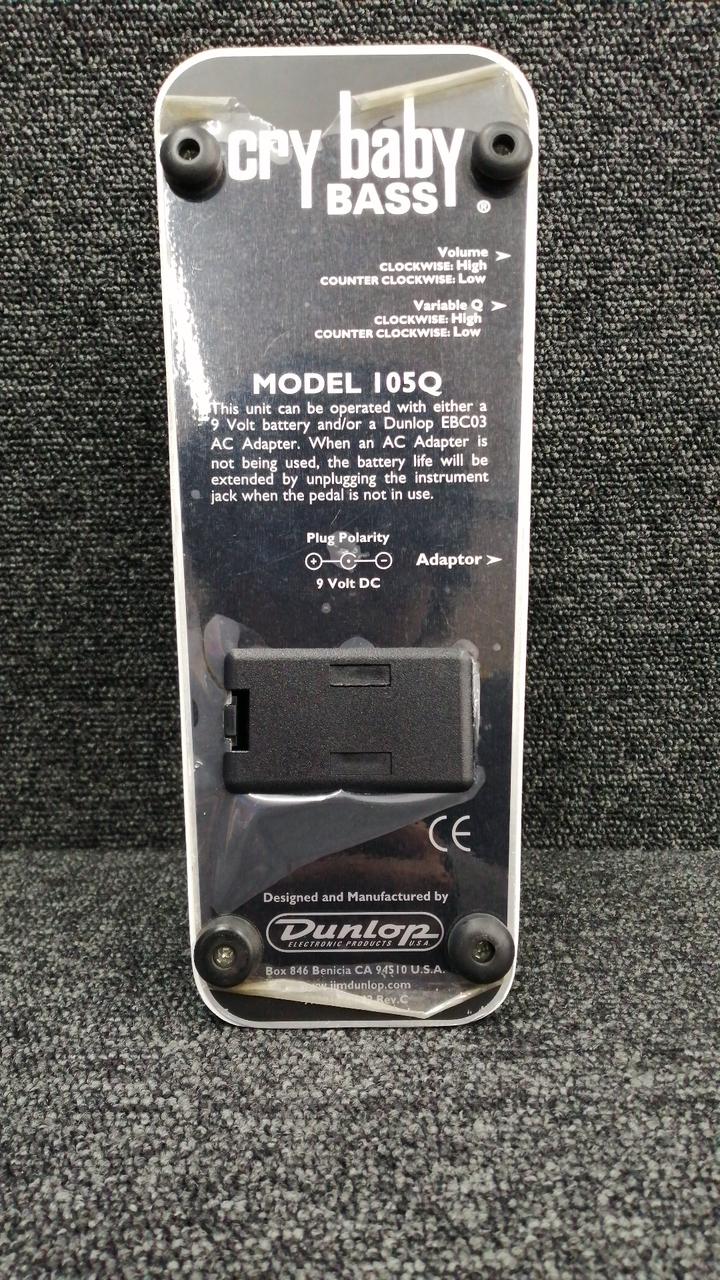 cry baby
BASS ®
Volume
CLOCKWISE: High
COUNTER CLOCKWISE: Low
Variable Q
CLOCKWISE: High
COUNTER CLOCKWISE: Low
MODEL 105Q
This unit can be operated with either a
9 Volt battery and/or a Dunlop EBC03
AC Adapter. When an AC Adapter is
not being used, the battery life will be
extended by unplugging the instrument
jack when the pedal is not in use.
Plug Polarity
+ - Adaptor
9 Volt DC
CE
Designed and Manufactured by
Dunlop
ELECTRONIC PRODUCTS U.S.A.
Box 846 Benicia CA 94510 U.S.A.
www.jimdunlop.com
Rev.C